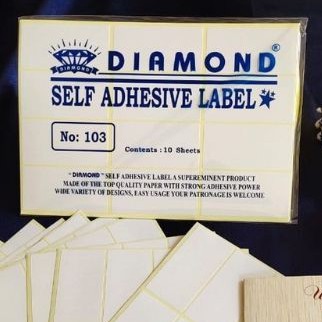 DIAMOND
DIAMOND®
SELF ADHESIVE LABEL
No: 103
Contents : 10 Sheets
"DIAMOND" SELF ADHESIVE LABEL A SUPEREMINENT PRODUCT
MADE OF THE TOP QUALITY PAPER WITH STRONG ADHESIVE POWER
WIDE VARIETY OF DESIGNS, EASY USAGE YOUR PATRONAGE IS WELCOME